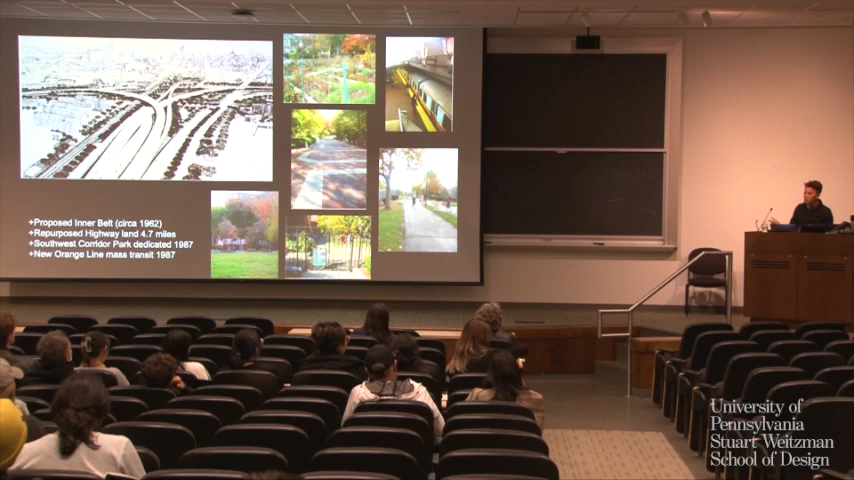 +Proposed Inner Belt (circa 1962)
+Repurposed Highway land 4.7 miles
+Southwest Corridor Park dedicated 1987
+New Orange Line mass transit 1987
University of
Pennsylvania
Stuart Weitzman
School of Design